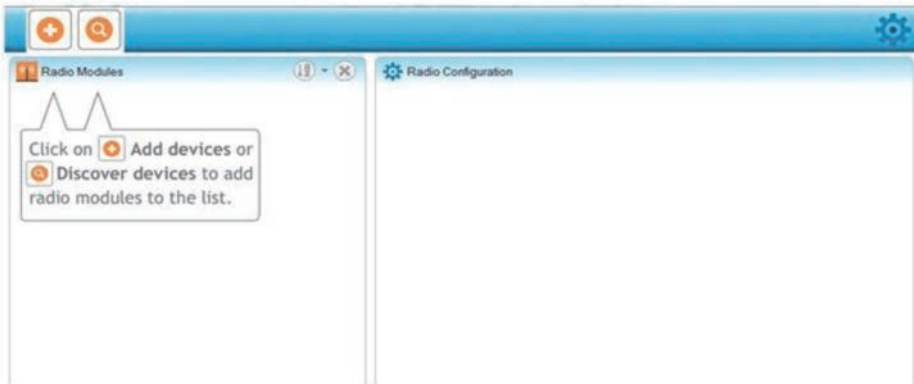 Radio Modules
Radio Configuration
Click on Add devices or
Discover devices to add
radio modules to the list.